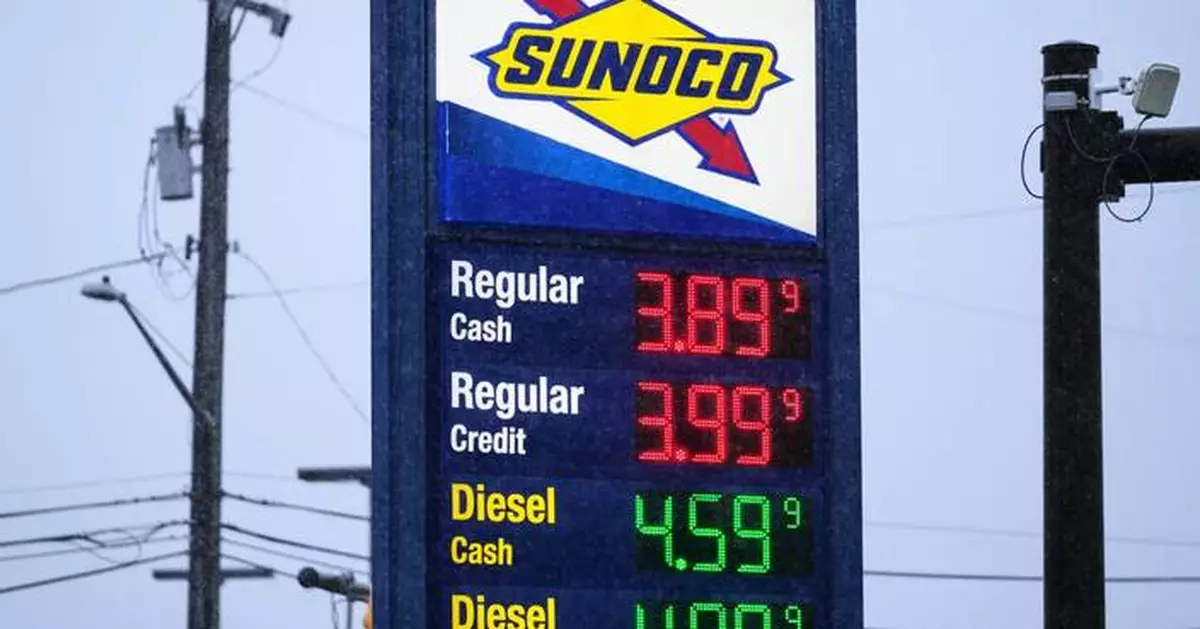 SUNOCO
Regular 3.89 9
Cash
Regular 3.99 9
Credit
Diesel 4.59 9
Cash
Diesel